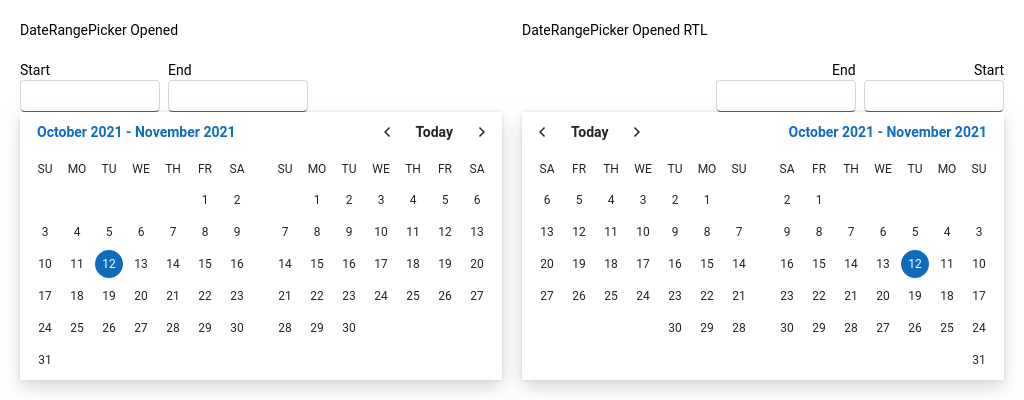 DateRangePicker Opened
Start End
October 2021 - November 2021 Today
SU MO TU WE TH FR SA SU MO TU WE TH FR SA
1 2 1 2 3 4 5 6
3 4 5 6 7 8 9 7 8 9 10 11 12 13
10 11 12 13 14 15 16 14 15 16 17 18 19 20
17 18 19 20 21 22 23 21 22 23 24 25 26 27
24 25 26 27 28 29 30 28 29 30
31
DateRangePicker Opened RTL
End Start
Today October 2021 - November 2021
SA FR TH WE TU MO SU SA FR TH WE TU MO SU
6 5 4 3 2 1 2 1
13 12 11 10 9 8 7 9 8 7 6 5 4 3
20 19 18 17 16 15 14 16 15 14 13 12 11 10
27 26 25 24 23 22 21 23 22 21 20 19 18 17
30 29 28 30 29 28 27 26 25 24
31